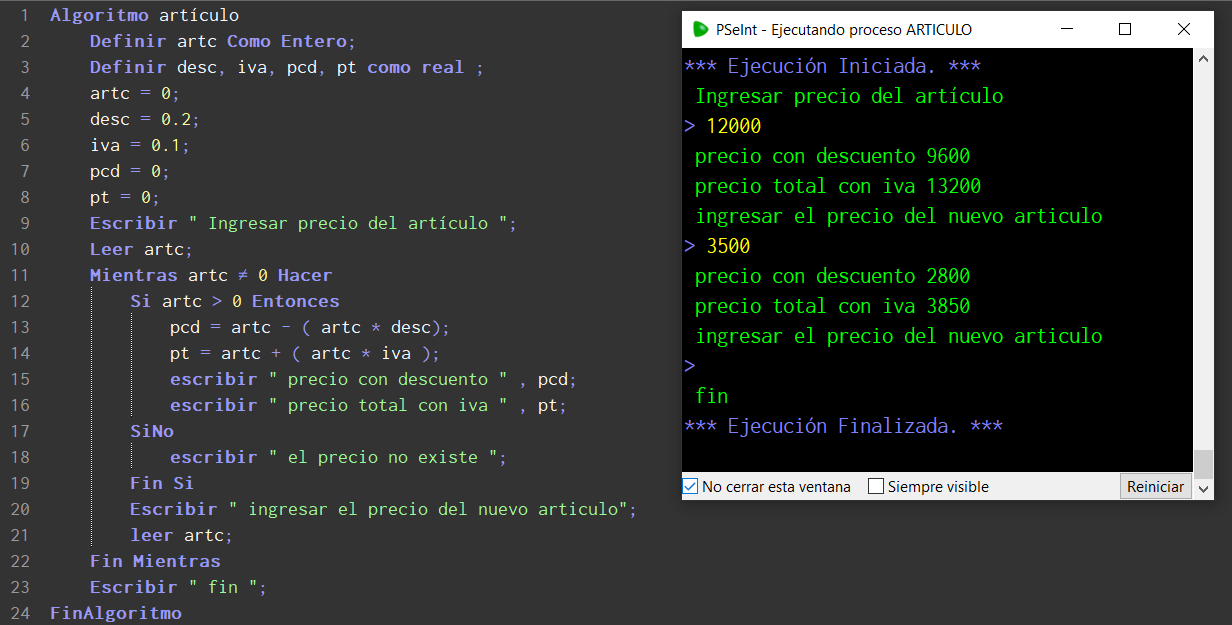 1 Algoritmo artículo
2 Definir artc Como Entero;
3 Definir desc, iva, pcd, pt como real ;
4 artc = 0;
5 desc = 0.2;
6 iva = 0.1;
7 pcd = 0;
8 pt = 0;
9 Escribir " Ingresar precio del artículo ";
10 Leer artc;
11 Mientras artc ≠ 0 Hacer
12 Si artc > 0 Entonces
13 pcd = artc - ( artc * desc);
14 pt = artc + ( artc * iva );
15 escribir " precio con descuento " , pcd;
16 escribir " precio total con iva " , pt;
17 SiNo
18 escribir " el precio no existe ";
19 Fin Si
20 Escribir " ingresar el precio del nuevo articulo";
21 leer artc;
22 Fin Mientras
23 Escribir " fin ";
24 FinAlgoritmo
PSeInt - Ejecutando proceso ARTICULO
*** Ejecución Iniciada. ***
Ingresar precio del artículo
> 12000
precio con descuento 9600
precio total con iva 13200
ingresar el precio del nuevo articulo
> 3500
precio con descuento 2800
precio total con iva 3850
ingresar el precio del nuevo articulo
>
fin
*** Ejecución Finalizada. ***
No cerrar esta ventana Siempre visible Reiniciar